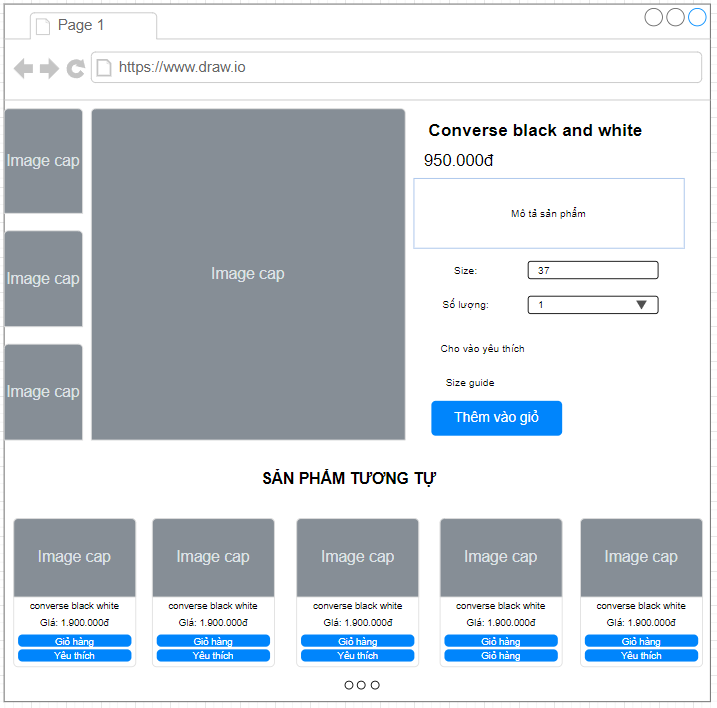 Page 1
https://www.draw.io
Image cap
Image cap
Image cap
Image cap
Converse black and white
950.000đ
Mô tả sản phẩm
Size:
37
Số lượng:
1
Cho vào yêu thích
Size guide
Thêm vào giỏ
SẢN PHẨM TƯƠNG TỰ
Image cap
converse black white
Giá: 1.900.000đ
Giỏ hàng
Yêu thích
Image cap
converse black white
Giá: 1.900.000đ
Giỏ hàng
Yêu thích
Image cap
converse black white
Giá: 1.900.000đ
Giỏ hàng
Yêu thích
Image cap
converse black white
Giá: 1.900.000đ
Giỏ hàng
Giỏ hàng
Image cap
converse black white
Giá: 1.900.000đ
Giỏ hàng
Yêu thích